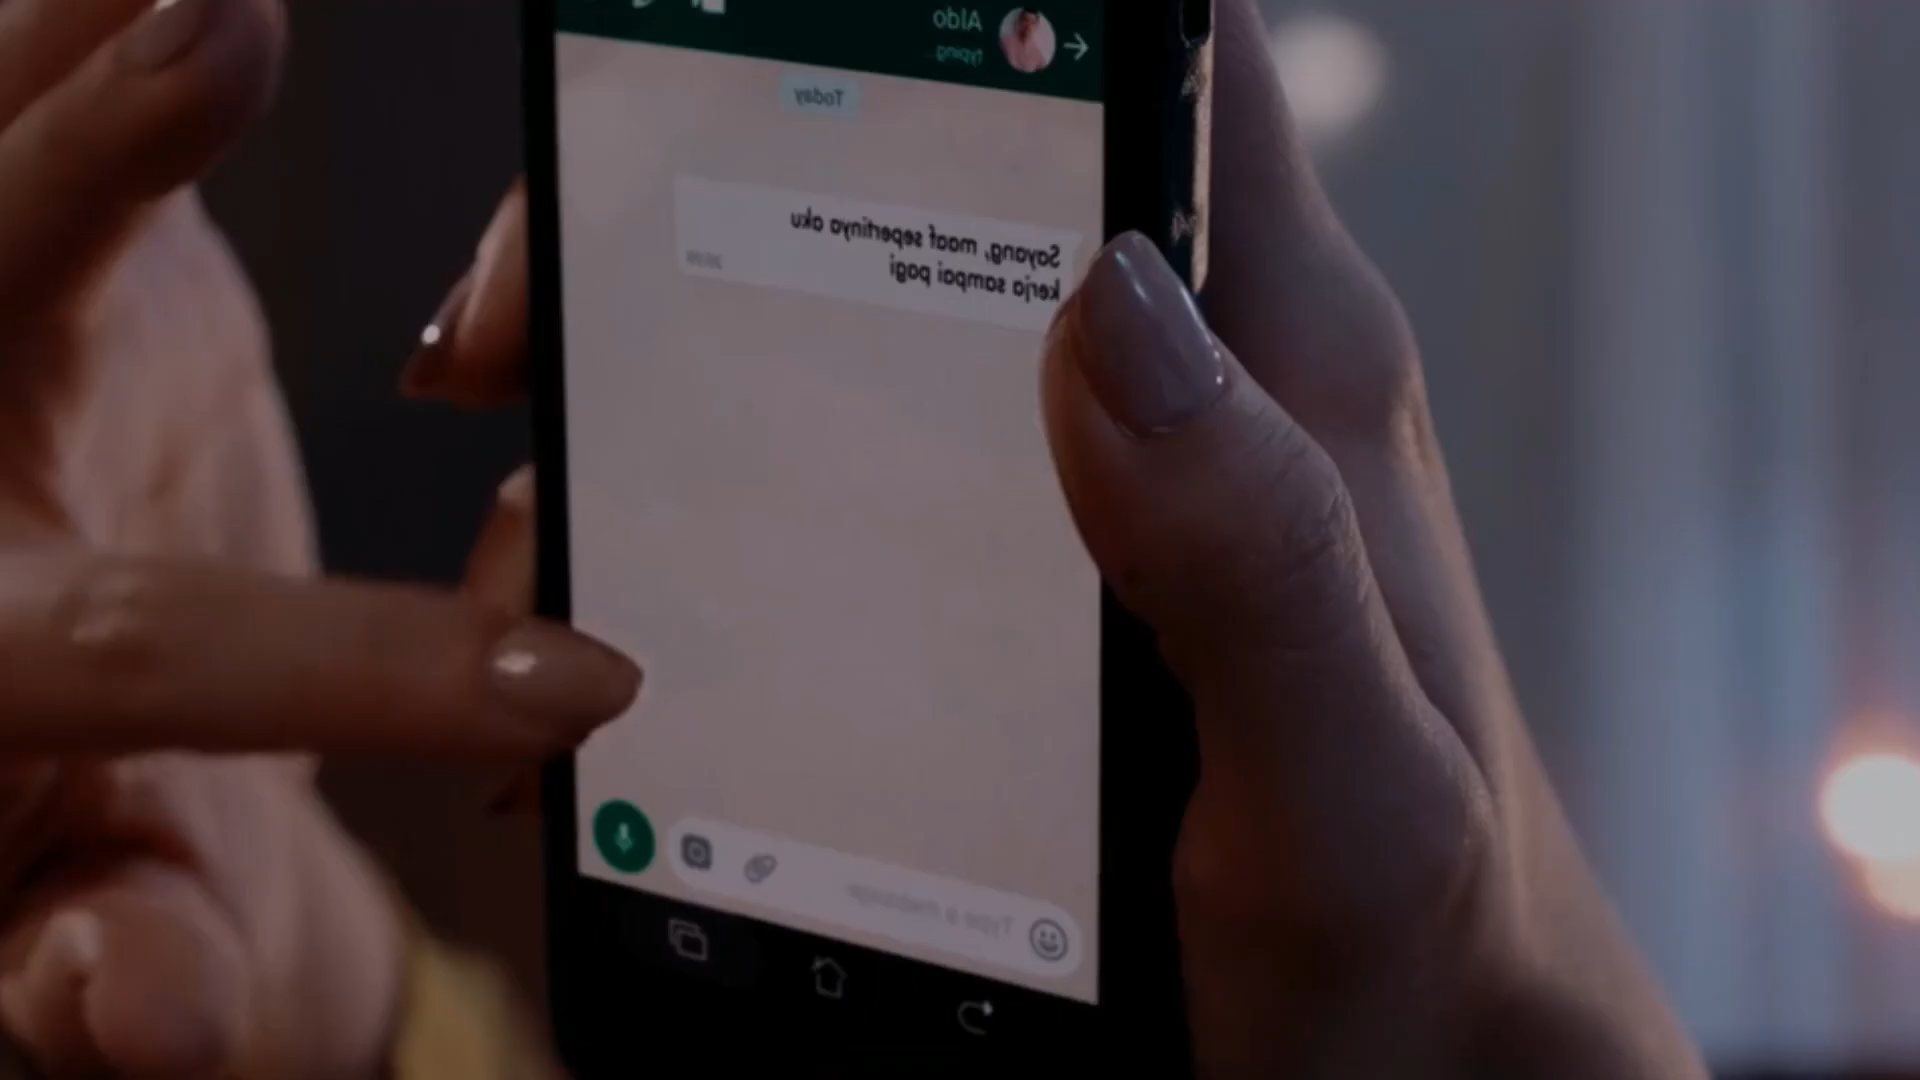 Aldo
typing
Today
Sayang, maaf sepertinya aku
kerja sampai pagi
Type a message